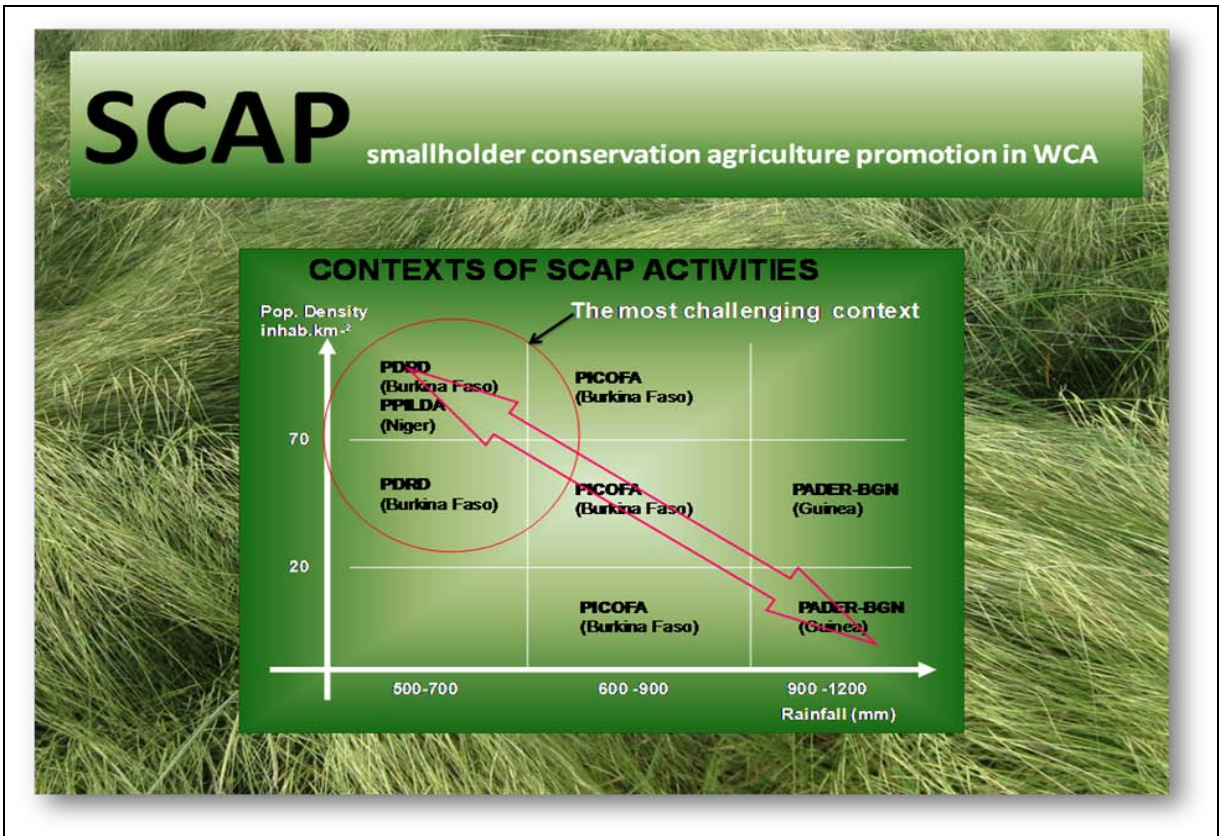 SCAP smallholder conservation agriculture promotion in WCA
CONTEXTS OF SCAP ACTIVITIES
Pop. Density
inhab.km-²
The most challenging context
PDRD
(Burkina Faso)
PPILDA
(Niger)
PICOFA
(Burkina Faso)
70
PDRD
(Burkina Faso)
PICOFA
(Burkina Faso)
PADER-BGN
(Guinea)
20
PICOFA
(Burkina Faso)
PADER-BGN
(Guinea)
500-700
600 -900
900 -1200
Rainfall (mm)